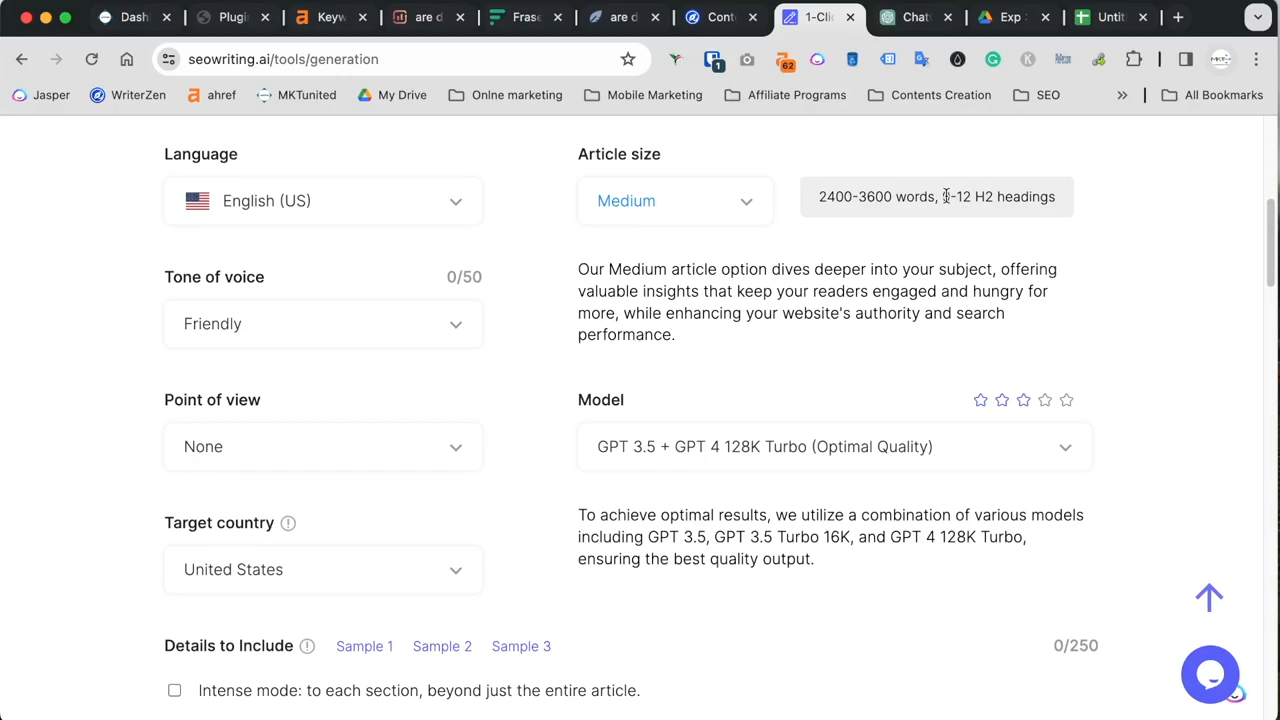 Dashl
Plugi
Keyw
are d
Frase
are d
Cont
1-Clic
Chat
Exp :
Untit
seowriting.ai/tools/generation
1
62
Jasper
WriterZen
ahref
MKTunited
My Drive
Onlne marketing
Mobile Marketing
Affiliate Programs
Contents Creation
SEO
All Bookmarks
Language
Article size
English (US)
Medium
2400-3600 words, -12 H2 headings
Tone of voice
0/50
Friendly
Our Medium article option dives deeper into your subject, offering
valuable insights that keep your readers engaged and hungry for
more, while enhancing your website's authority and search
performance.
Point of view
Model
None
GPT 3.5 + GPT 4 128K Turbo (Optimal Quality)
Target country
To achieve optimal results, we utilize a combination of various models
including GPT 3.5, GPT 3.5 Turbo 16K, and GPT 4 128K Turbo,
ensuring the best quality output.
United States
Details to Include
Sample 1
Sample 2
Sample 3
0/250
Intense mode: to each section, beyond just the entire article.